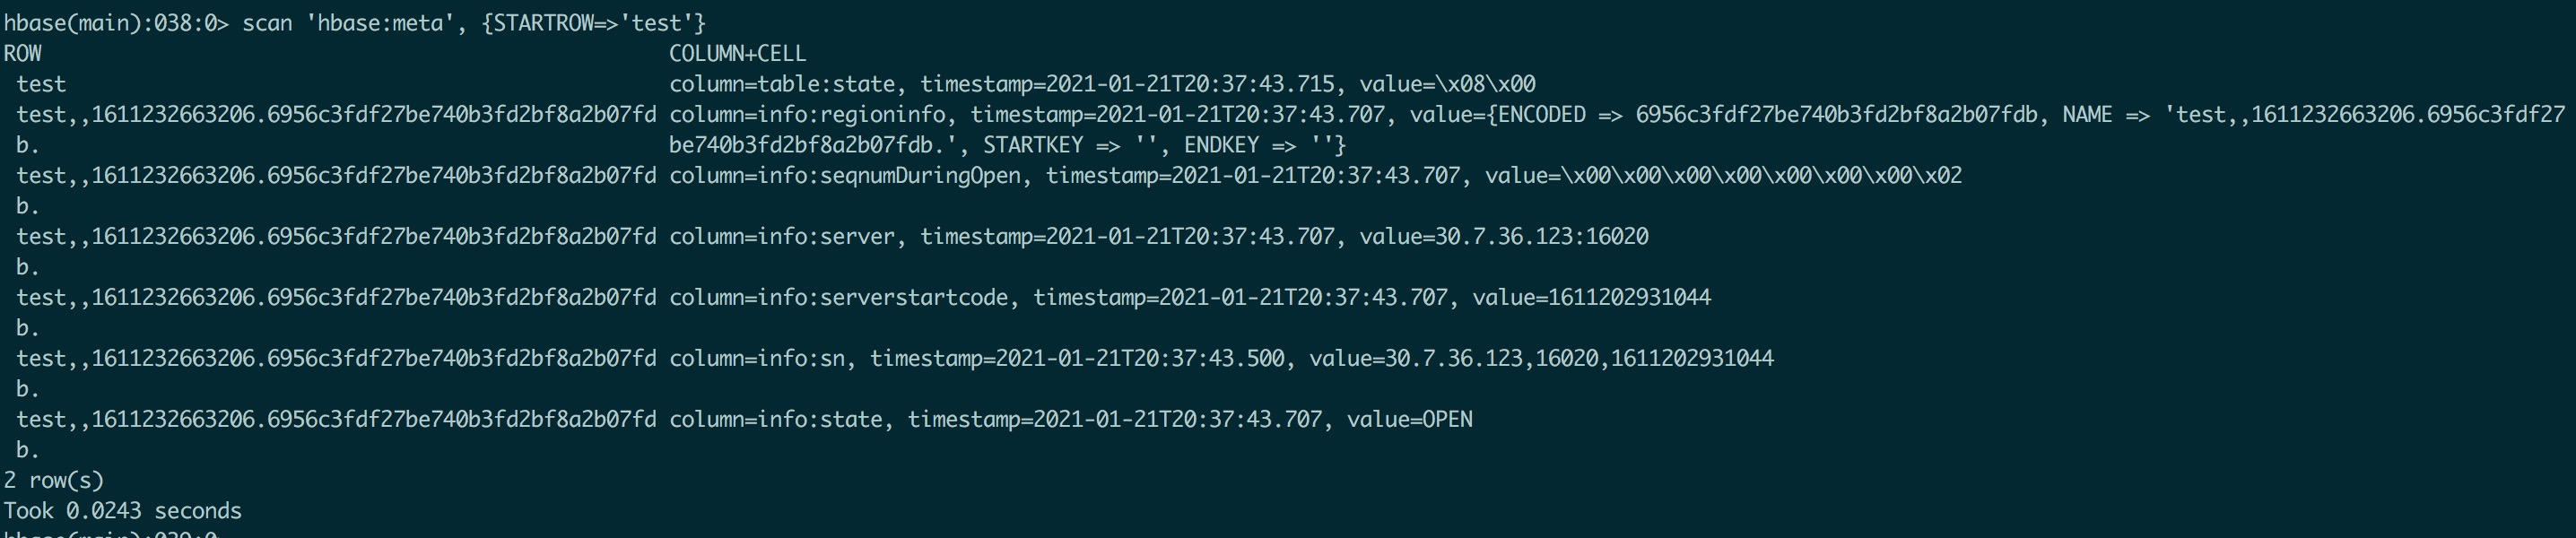 hbase(main):038:0> scan 'hbase:meta', {STARTROW=>'test'}
ROW COLUMN+CELL
test column=table:state, timestamp=2021-01-21T20:37:43.715, value=\x08\x00
test,,1611232663206.6956c3fdf27be740b3fd2bf8a2b07fd column=info:regioninfo, timestamp=2021-01-21T20:37:43.707, value={ENCODED => 6956c3fdf27be740b3fd2bf8a2b07fdb, NAME => 'test,,1611232663206.6956c3fdf27
b. be740b3fd2bf8a2b07fdb.', STARTKEY => '', ENDKEY => ''}
test,,1611232663206.6956c3fdf27be740b3fd2bf8a2b07fd column=info:seqnumDuringOpen, timestamp=2021-01-21T20:37:43.707, value=\x00\x00\x00\x00\x00\x00\x00\x02
b.
test,,1611232663206.6956c3fdf27be740b3fd2bf8a2b07fd column=info:server, timestamp=2021-01-21T20:37:43.707, value=30.7.36.123:16020
b.
test,,1611232663206.6956c3fdf27be740b3fd2bf8a2b07fd column=info:serverstartcode, timestamp=2021-01-21T20:37:43.707, value=1611202931044
b.
test,,1611232663206.6956c3fdf27be740b3fd2bf8a2b07fd column=info:sn, timestamp=2021-01-21T20:37:43.500, value=30.7.36.123,16020,1611202931044
b.
test,,1611232663206.6956c3fdf27be740b3fd2bf8a2b07fd column=info:state, timestamp=2021-01-21T20:37:43.707, value=OPEN
b.
2 row(s)
Took 0.0243 seconds